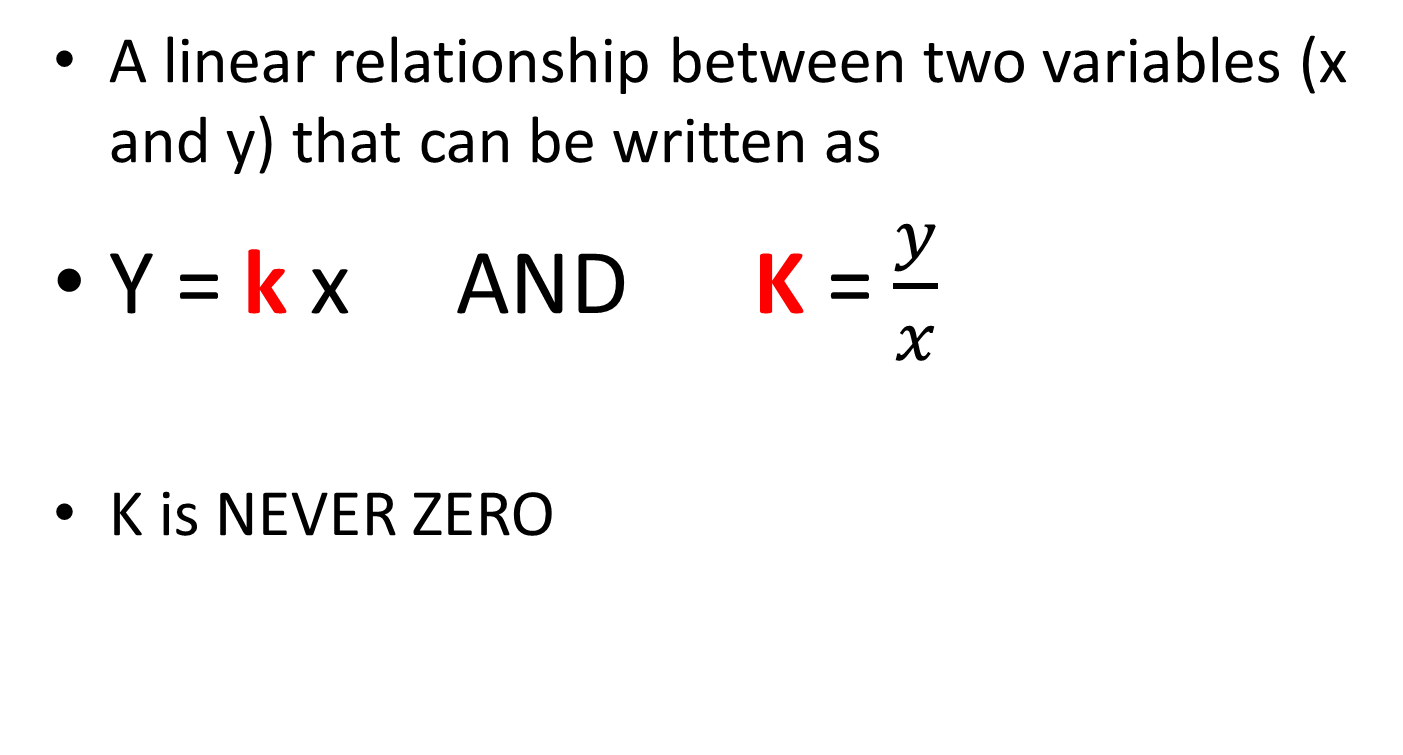 • A linear relationship between two variables (x
and y) that can be written as
• Y = k x AND K = y/x
• K is NEVER ZERO